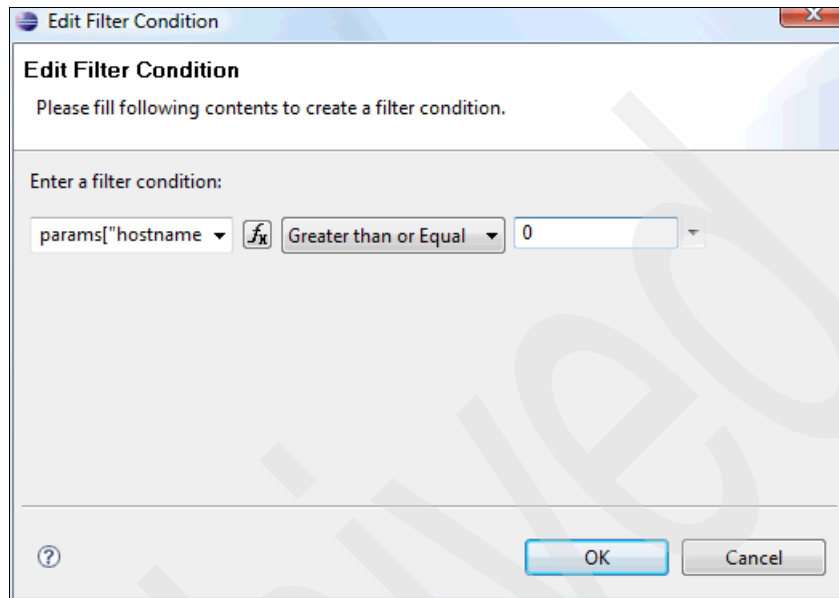 Edit Filter Condition
Edit Filter Condition
Please fill following contents to create a filter condition.
Enter a filter condition:
params["hostname fx Greater than or Equal 0
OK Cancel